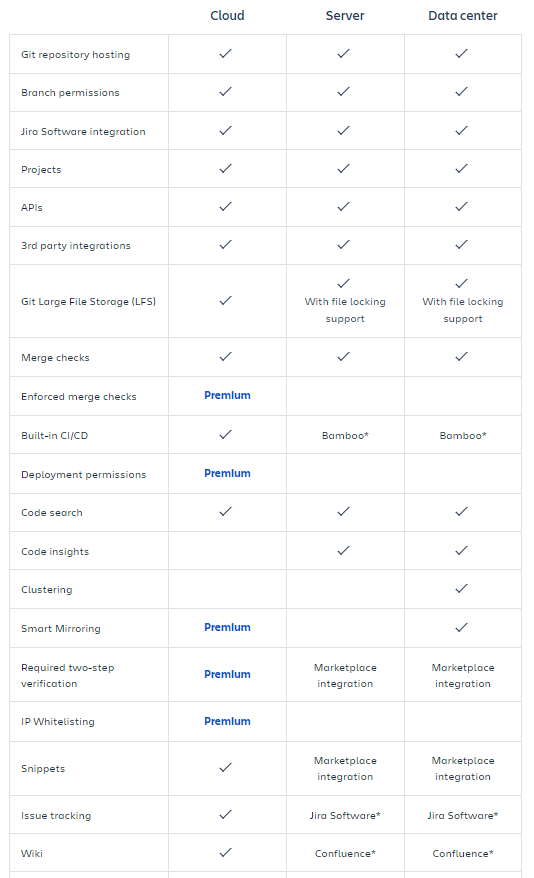 Cloud Server Data center
Git repository hosting ✓ ✓ ✓
Branch permissions ✓ ✓ ✓
Jira Software integration ✓ ✓ ✓
Projects ✓ ✓ ✓
APIs ✓ ✓ ✓
3rd party integrations ✓ ✓ ✓
Git Large File Storage (LFS) ✓ ✓ ✓
With file locking With file locking
support support
Merge checks ✓ ✓ ✓
Enforced merge checks Premium
Built-in CI/CD ✓ Bamboo* Bamboo*
Deployment permissions Premium
Code search ✓ ✓ ✓
Code insights ✓ ✓
Clustering ✓
Smart Mirroring Premium ✓
Required two-step
verification
Premium
Marketplace
integration
Marketplace
integration
IP Whitelisting Premium
Snippets ✓
Marketplace
integration
Marketplace
integration
Issue tracking ✓ Jira Software* Jira Software*
Wiki ✓ Confluence* Confluence*